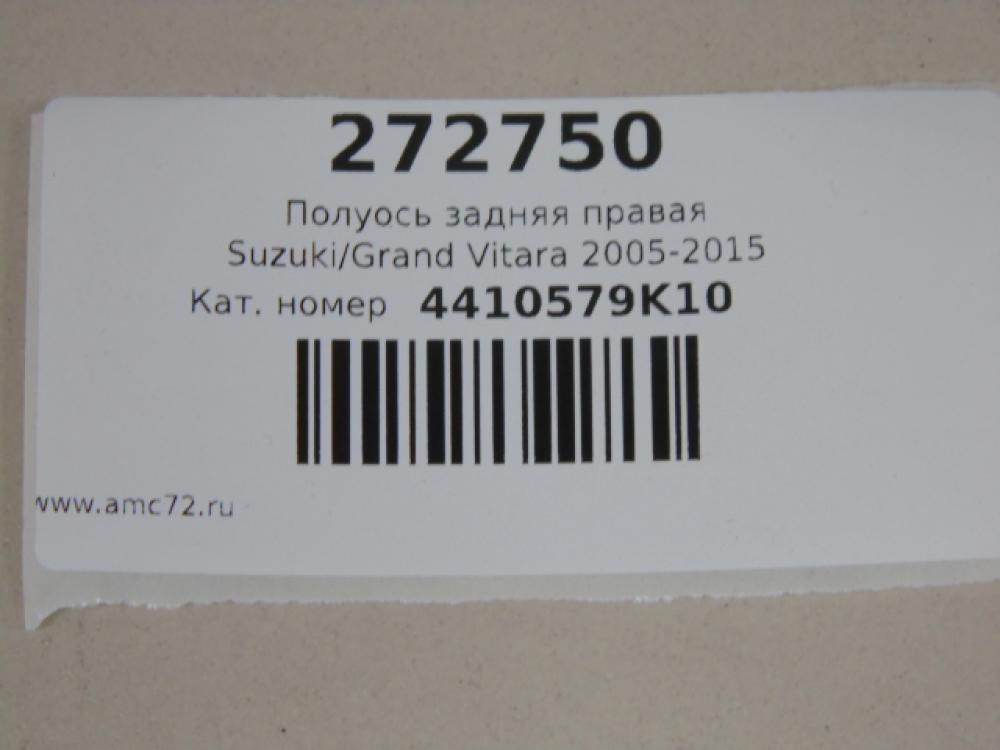 272750
Полуось задняя правая
Suzuki/Grand Vitara 2005-2015
Кат. номер 4410579K10
www.amc72.ru